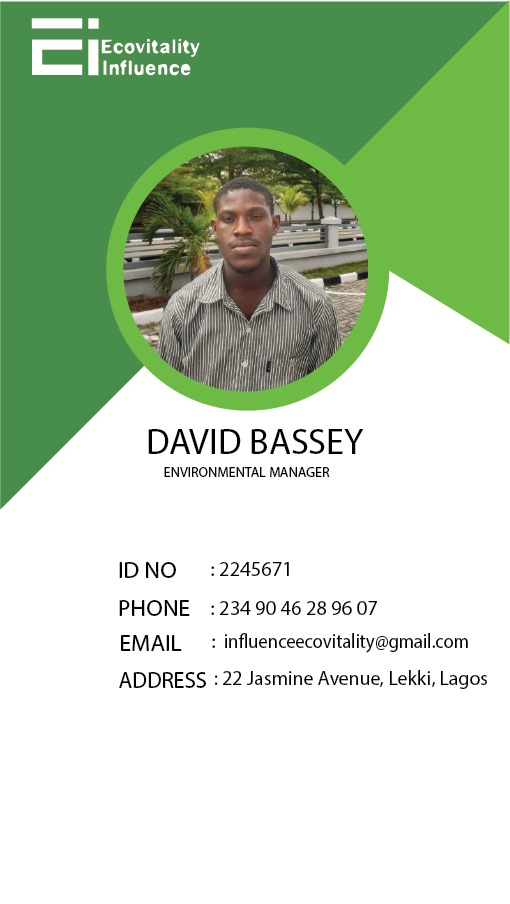 Ei Ecovitality
Influence
DAVID BASSEY
ENVIRONMENTAL MANAGER
ID NO : 2245671
PHONE : 234 90 46 28 96 07
EMAIL : influenceecovitality@gmail.com
ADDRESS : 22 Jasmine Avenue, Lekki, Lagos